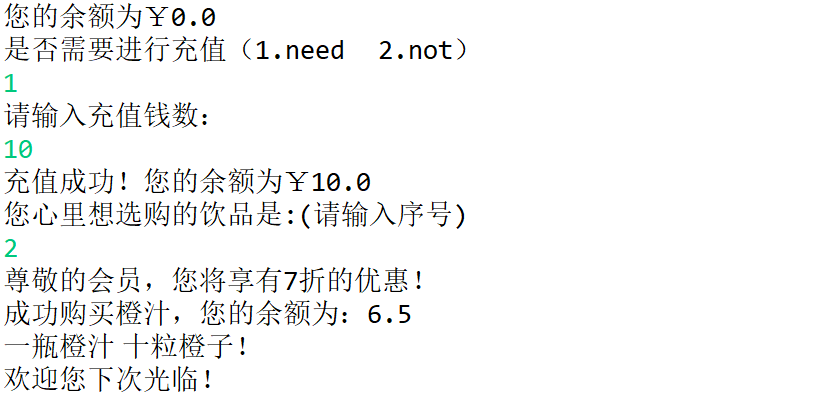 您的余额为￥0.0
是否需要进行充值（1.need  2.not）
1
请输入充值钱数：
10
充值成功！您的余额为￥10.0
您心里想选购的饮品是:(请输入序号)
2
尊敬的会员，您将享有7折的优惠！
成功购买橙汁，您的余额为：6.5
一瓶橙汁 十粒橙子！
欢迎您下次光临！